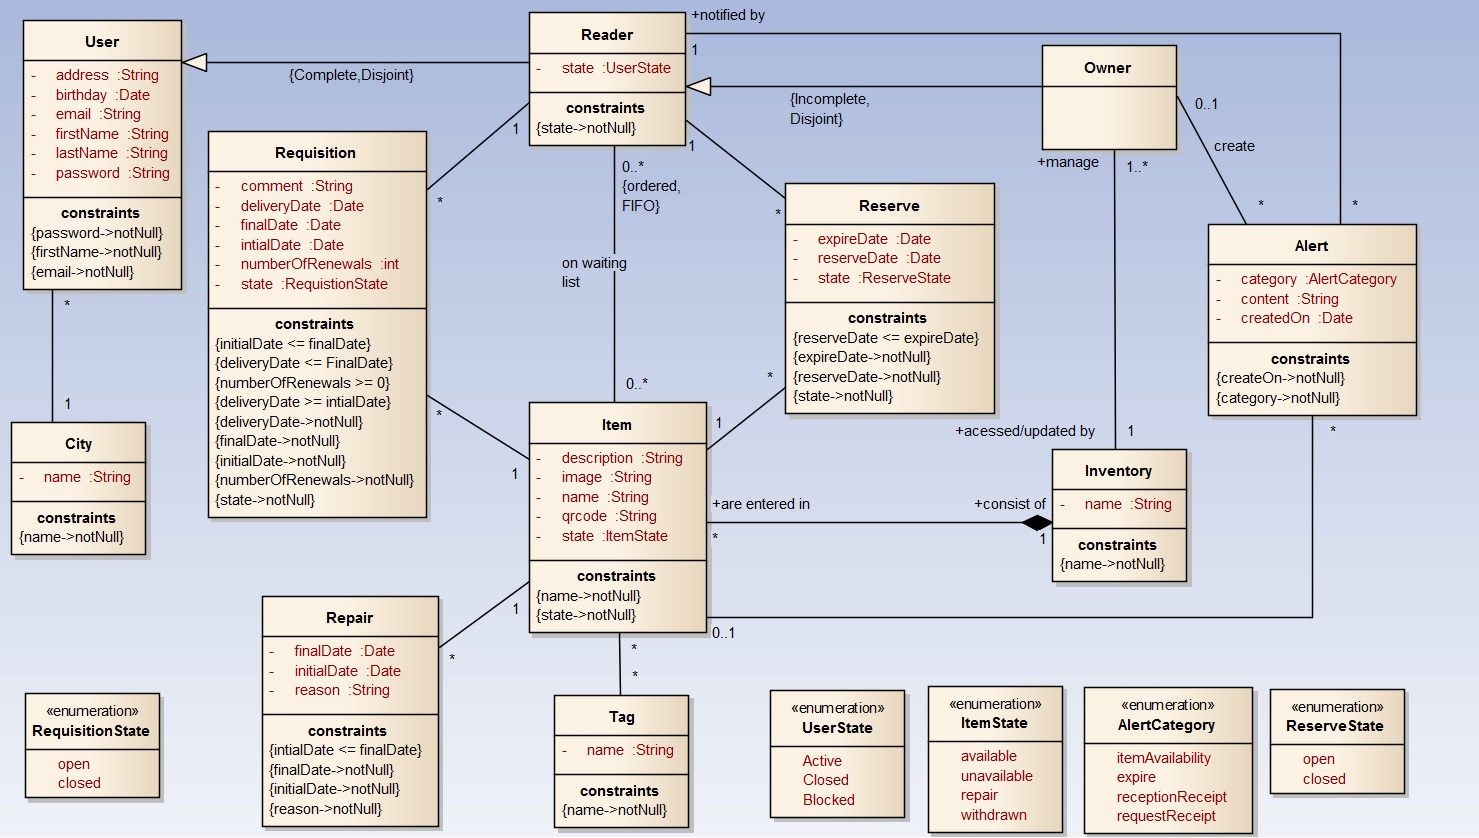 User
- address :String
- birthday :Date
- email :String
- firstName :String
- lastName :String
- password :String
constraints
{password->notNull}
{firstName->notNull}
{email->notNull}
*
1
City
- name :String
constraints
{name->notNull}
{Complete,Disjoint}
Requisition
- comment :String
- deliveryDate :Date
- finalDate :Date
- intialDate :Date
- numberOfRenewals :int
- state :RequistionState
constraints
{initialDate <= finalDate}
{deliveryDate <= FinalDate}
{numberOfRenewals >= 0}
{deliveryDate >= intialDate}
{deliveryDate->notNull}
{finalDate->notNull}
{initialDate->notNull}
{numberOfRenewals->notNull}
{state->notNull}
1
*
*
1
Reader
- state :UserState
constraints
{state->notNull}
+notified by
1
{Incomplete,
Disjoint}
1
*
0..*
{ordered,
FIFO}
on waiting
list
0..*
Owner
0..1
create
*
*
+manage
1..*
Reserve
- expireDate :Date
- reserveDate :Date
- state :ReserveState
constraints
{reserveDate <= expireDate}
{expireDate->notNull}
{reserveDate->notNull}
{state->notNull}
*
1
Alert
- category :AlertCategory
- content :String
- createdOn :Date
constraints
{createOn->notNull}
{category->notNull}
*
Item
- description :String
- image :String
- name :String
- qrcode :String
- state :ItemState
constraints
{name->notNull}
{state->notNull}
+acessed/updated by
1
+are entered in
+consist of
*
1
Inventory
- name :String
constraints
{name->notNull}
0..1
1
*
Repair
- finalDate :Date
- initialDate :Date
- reason :String
constraints
{intialDate <= finalDate}
{finalDate->notNull}
{initialDate->notNull}
{reason->notNull}
*
*
Tag
- name :String
constraints
{name->notNull}
«enumeration»
RequisitionState
open
closed
«enumeration»
UserState
Active
Closed
Blocked
«enumeration»
ItemState
available
unavailable
repair
withdrawn
«enumeration»
AlertCategory
itemAvailability
expire
receptionReceipt
requestReceipt
«enumeration»
ReserveState
open
closed